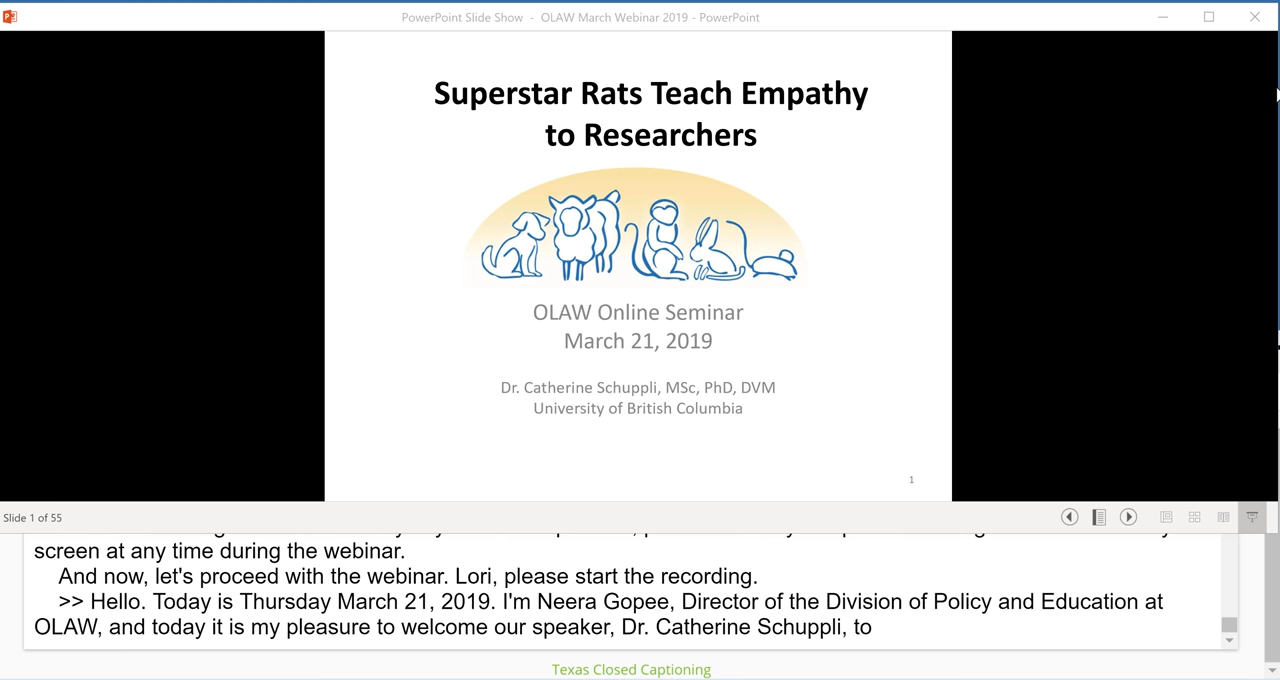 PowerPoint Slide Show - OLAW March Webinar 2019 - PowerPoint
Superstar Rats Teach Empathy
to Researchers
OLAW Online Seminar
March 21, 2019
Dr. Catherine Schuppli, MSc, PhD, DVM
University of British Columbia
1
Slide 1 of 55
screen at any time during the webinar.
And now, let's proceed with the webinar. Lori, please start the recording.
>> Hello. Today is Thursday March 21, 2019. I'm Neera Gopee, Director of the Division of Policy and Education at
OLAW, and today it is my pleasure to welcome our speaker, Dr. Catherine Schuppli, to
Texas Closed Captioning